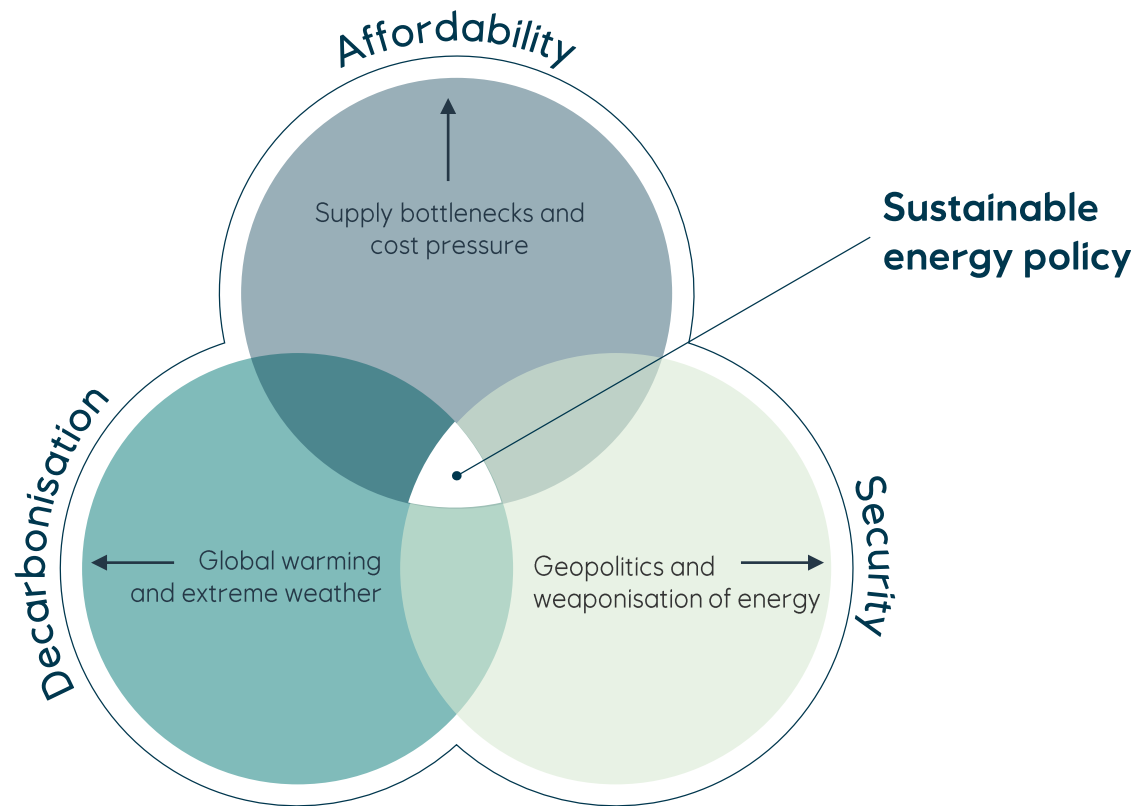 Affordability
Supply bottlenecks and
cost pressure
Sustainable
energy policy
Decarbonisation
Global warming
and extreme weather
Geopolitics and
weaponisation of energy
Security